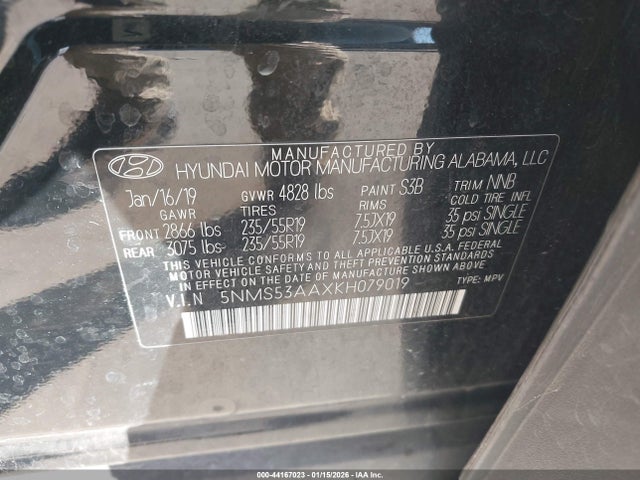 MANUFACTURED BY
HYUNDAI MOTOR MANUFACTURING ALABAMA, LLC
Jan/16/19 GVWR 4828 lbs PAINT S3B TRIM NNB
GAWR TIRES RIMS COLD TIRE INFL
FRONT 2866 lbs 235/55R19 7.5JX19 35 psi SINGLE
REAR 3075 lbs 235/55R19 7.5JX19 35 psi SINGLE
THIS VEHICLE CONFORMS TO ALL APPLICABLE U.S.A. FEDERAL
MOTOR VEHICLE SAFETY BUMPER AND THEFT PREVENTION STANDARDS
IN EFFECT ON THE DATE OF MANUFACTURE SHOWN ABOVE.
V.I.N 5NMS53AAXKH079019 TYPE: MPV
000-44167023 01/15/2026 IAA Inc.